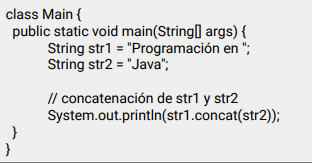 class Main {
  public static void main(String[] args) {
        String str1 = "Programación en ";
        String str2 = "Java";

        // concatenación de str1 y str2
        System.out.println(str1.concat(str2));
  }
}